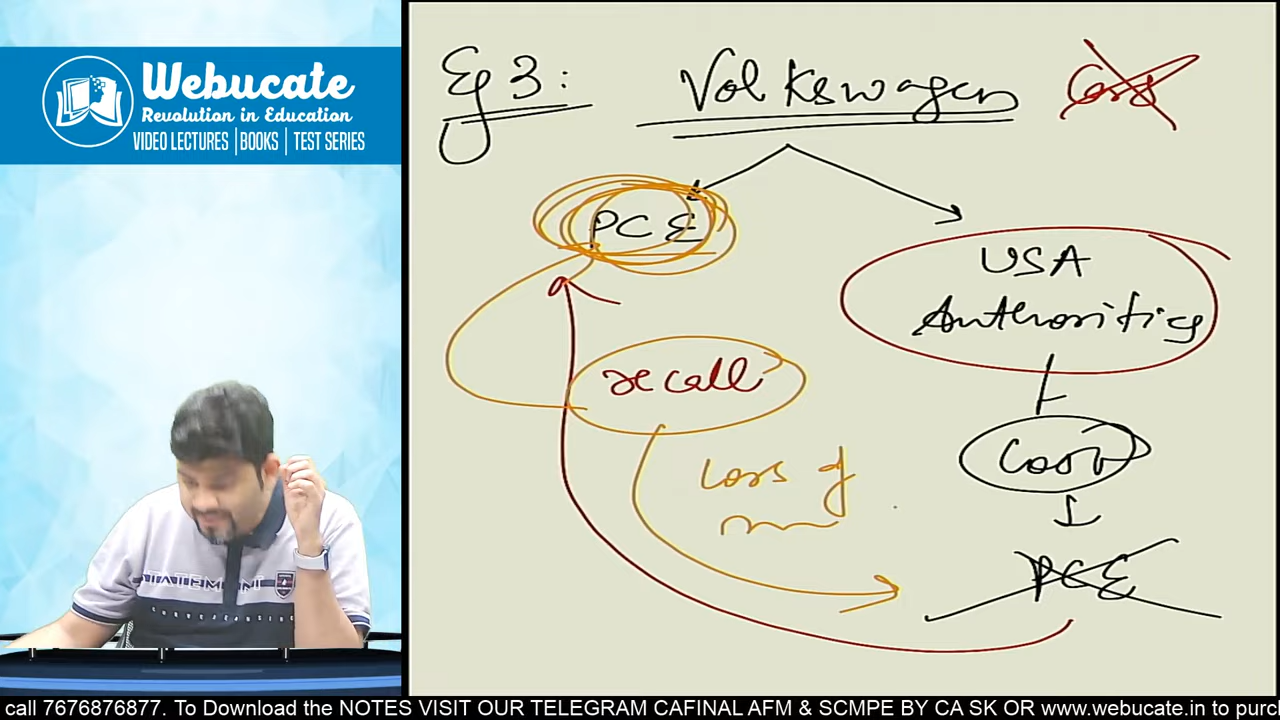 Webucate
Revolution in Education
VIDEO LECTURES | BOOKS | TEST SERIES
Eg 3: Volkswagen
PCE
USA
Authorities
recall
Loss of
PCE
STATEMENT
call 7676876877. To Download the NOTES VISIT OUR TELEGRAM CAFINAL AFM & SCMPE BY CA SK OR www.webucate.in to purc